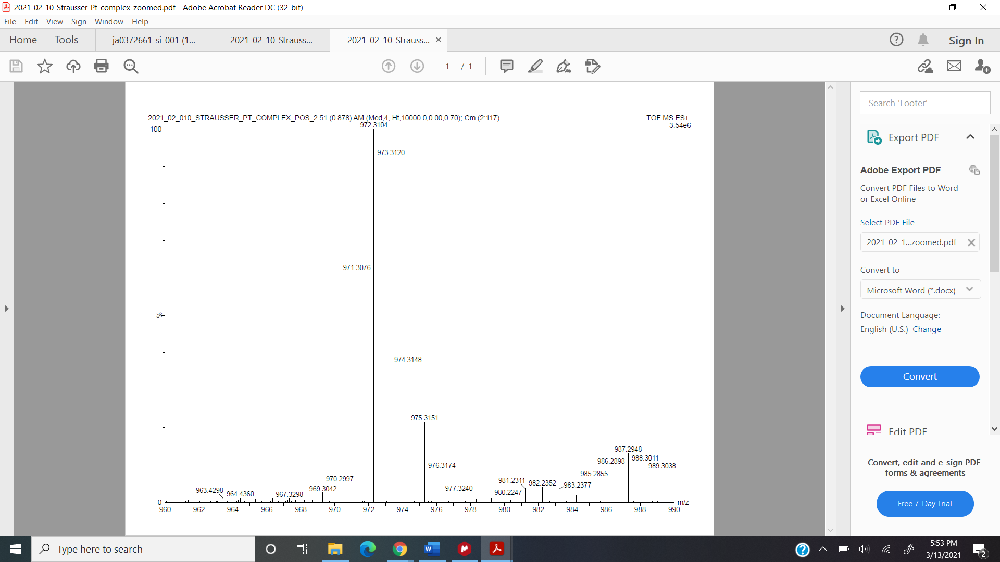 2021_02_10_Strausser_Pt-complex_zoomed.pdf - Adobe Acrobat Reader DC (32-bit)
File Edit View Sign Window Help
Home Tools ja0372661_si_001 (1... 2021_02_10_Strauss... 2021_02_10_Strauss... Sign In
1 / 1
2021_02_010_STRAUSSER_PT_COMPLEX_POS_2 51 (0.878) AM (Med,4, Ht,10000.0,0.00,0.70); Cm (2:117)
TOF MS ES+
3.54e6
972.3104
100
973.3120
971.3076
%
974.3148
975.3151
987.2948
988.3011
986.2898
976.3174
989.3038
985.2855
970.2997
981.2311
982.2352
983.2377
969.3042
977.3240
963.4298
980.2247
964.4360
967.3298
0
m/z
960 962 964 966 968 970 972 974 976 978 980 982 984 986 988 990
Search 'Footer'
Export PDF
Adobe Export PDF
Convert PDF Files to Word
or Excel Online
Select PDF File
2021_02_1...zoomed.pdf
Convert to
Microsoft Word (*.docx)
Document Language:
English (U.S.) Change
Convert
Edit PDF
Convert, edit and e-sign PDF
forms & agreements
Free 7-Day Trial
Type here to search
5:53 PM
3/13/2021
2